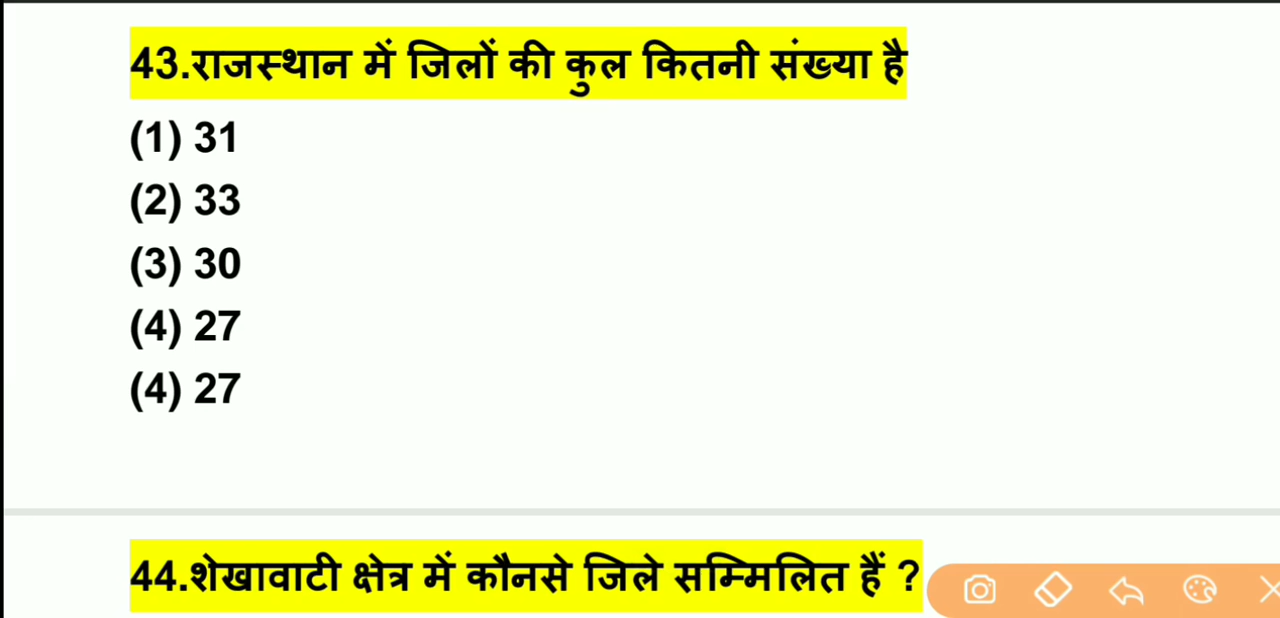 43.राजस्थान में जिलों की कुल कितनी संख्या है
(1) 31
(2) 33
(3) 30
(4) 27
(4) 27
44.शेखावाटी क्षेत्र में कौनसे जिले सम्मिलित हैं ?